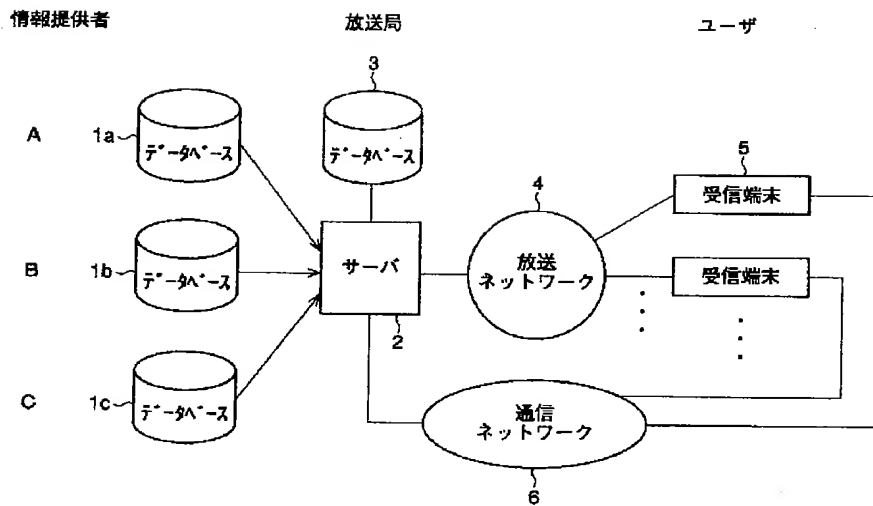 情報提供者
放送局
ユーザ
3
A
1a
データベース
データベース
5
受信端末
4
B
1b
データベース
サーバ
放送
ネットワーク
受信端末
2
C
1c
データベース
通信
ネットワーク
6